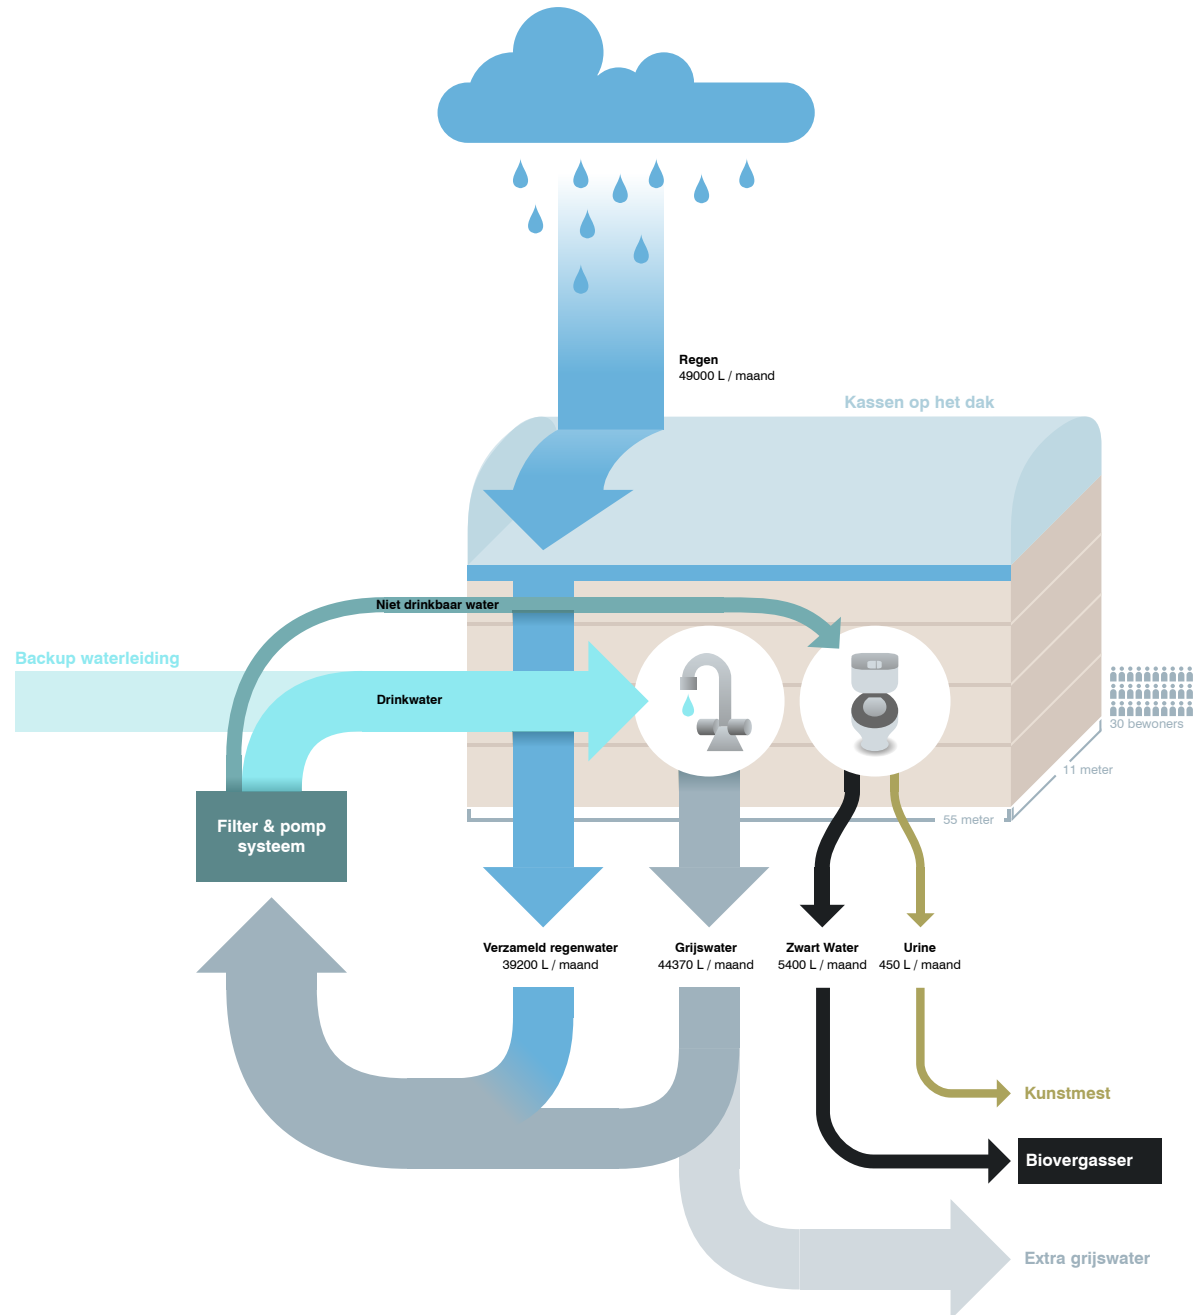 Regen
49000 L / maand
Kassen op het dak
Niet drinkbaar water
Backup waterleiding
Drinkwater
30 bewoners
11 meter
55 meter
Filter & pomp
systeem
Verzameld regenwater
39200 L / maand
Grijswater
44370 L / maand
Zwart Water
5400 L / maand
Urine
450 L / maand
Kunstmest
Biovergasser
Extra grijswater